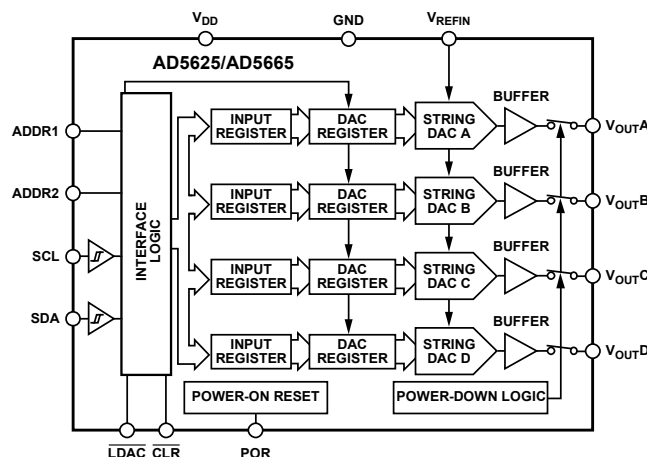 VDD
GND
VREFIN
AD5625/AD5665
BUFFER
ADDR1
INPUT
REGISTER
DAC
REGISTER
STRING
DAC A
VOUTA
BUFFER
ADDR2
INPUT
REGISTER
DAC
REGISTER
STRING
DAC B
VOUTB
INTERFACE
LOGIC
BUFFER
SCL
INPUT
REGISTER
DAC
REGISTER
STRING
DAC C
VOUTC
BUFFER
SDA
INPUT
REGISTER
DAC
REGISTER
STRING
DAC D
VOUTD
POWER-ON RESET
POWER-DOWN LOGIC
LDAC
CLR
POR